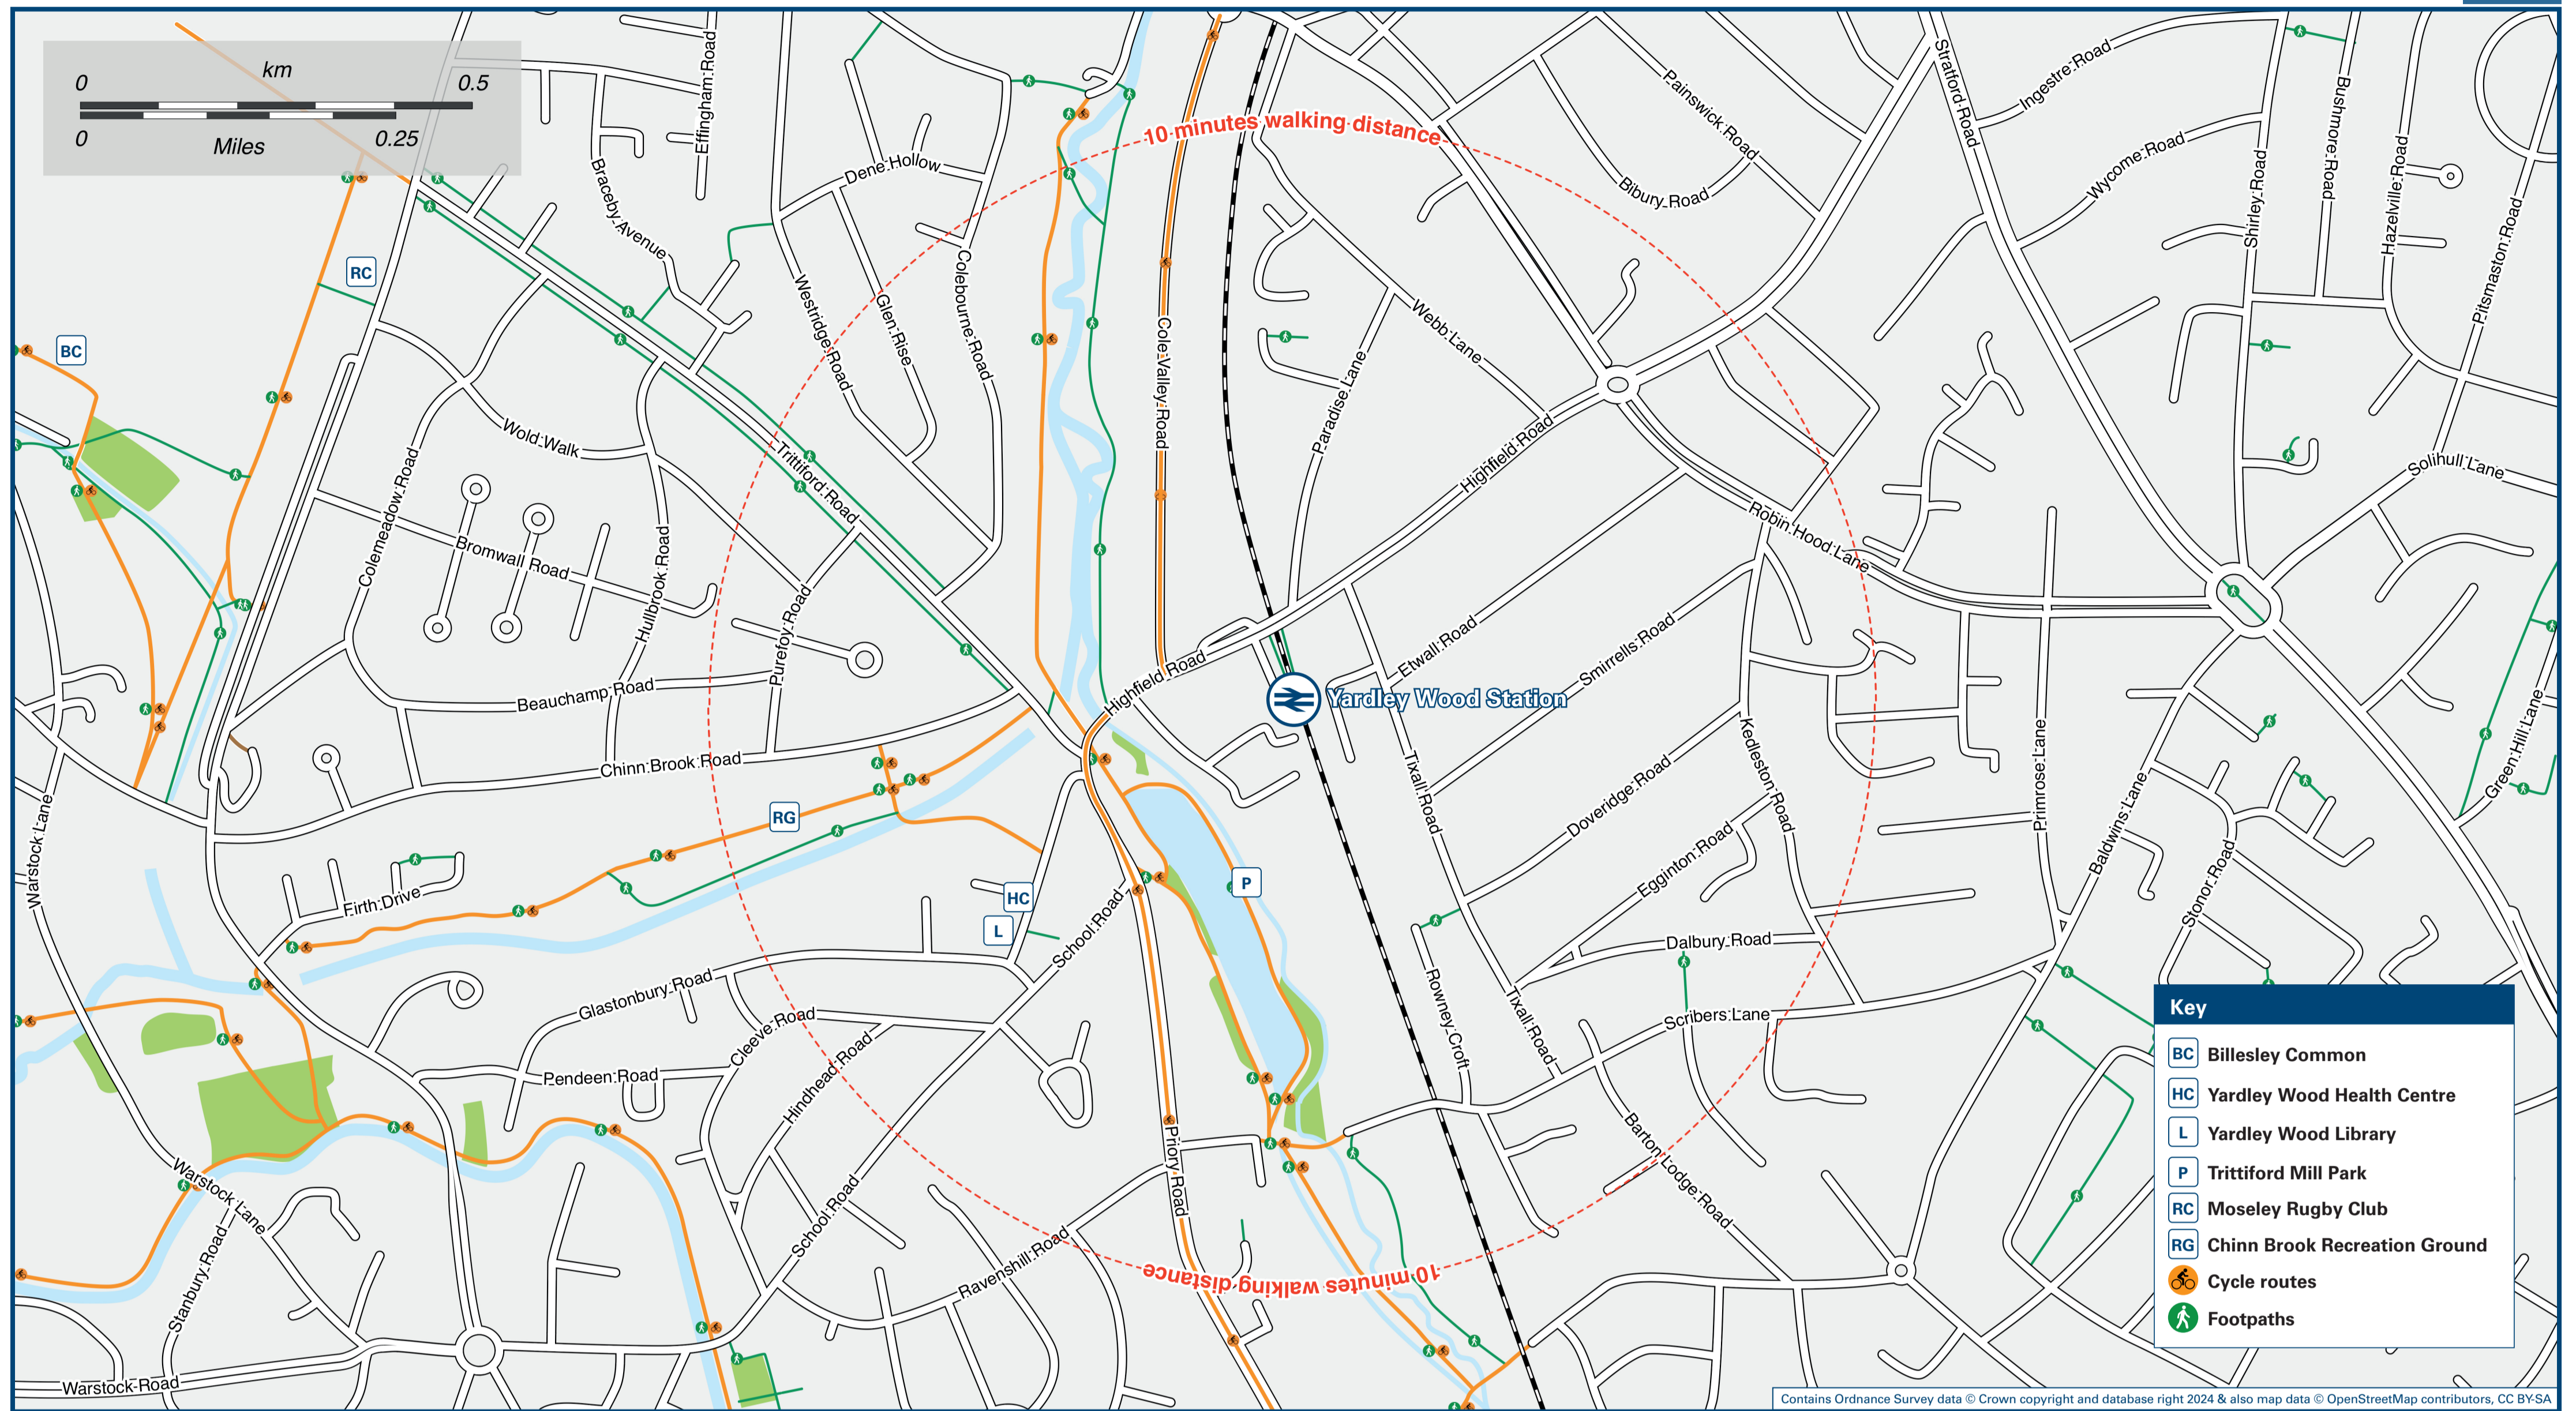 km
0 0.5
0 0.25
Miles
Effingham Road
Braceby Avenue
Dene Hollow
10 minutes walking distance
Painswick Road
Bibury Road
Stratford Road
Ingestre Road
Wycome Road
Shirley Road
Bushmore Road
Hazelville Road
Pitsmaston Road
RC
BC
Westridge Road
Glen Rise
Colebourne Road
Cole Valley Road
Webb Lane
Paradise Lane
Highfield Road
Wold Walk
Trittiford Road
Colemeadow Road
Bromwall Road
Hullbrook Road
Purefoy Road
Beauchamp Road
Chinn Brook Road
Robin Hood Lane
Solihull Lane
Highfield Road
Yardley Wood Station
Etwall Road
Smirrells Road
Tixall Road
Doveridge Road
Kedleston Road
Egginton Road
Primrose Lane
Baldwins Lane
Stonor Road
Green Hill Lane
RG
Warstock Lane
Firth Drive
HC
L
P
School Road
Glastonbury Road
Cleeve Road
Pendeen Road
Hindhead Road
Dalbury Road
Rowney Croft
Tixall Road
Scribers Lane
Barton Lodge Road
Priory Road
Warstock Lane
Stanbury Road
School Road
Ravenshill Road
10 minutes walking distance
Warstock Road
Key
BC Billesley Common
HC Yardley Wood Health Centre
L Yardley Wood Library
P Trittiford Mill Park
RC Moseley Rugby Club
RG Chinn Brook Recreation Ground
Cycle routes
Footpaths
Contains Ordnance Survey data © Crown copyright and database right 2024 & also map data © OpenStreetMap contributors, CC BY-SA